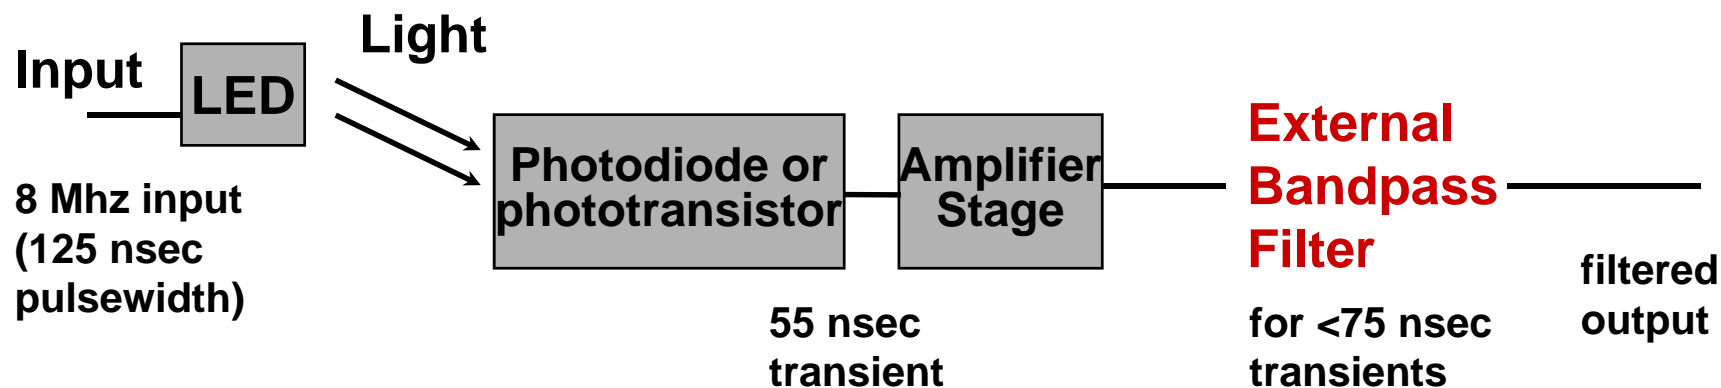 Input
LED
Light
8 Mhz input
(125 nsec
pulsewidth)
Photodiode or
phototransistor
Amplifier
Stage
55 nsec
transient
External
Bandpass
Filter
for <75 nsec
transients
filtered
output